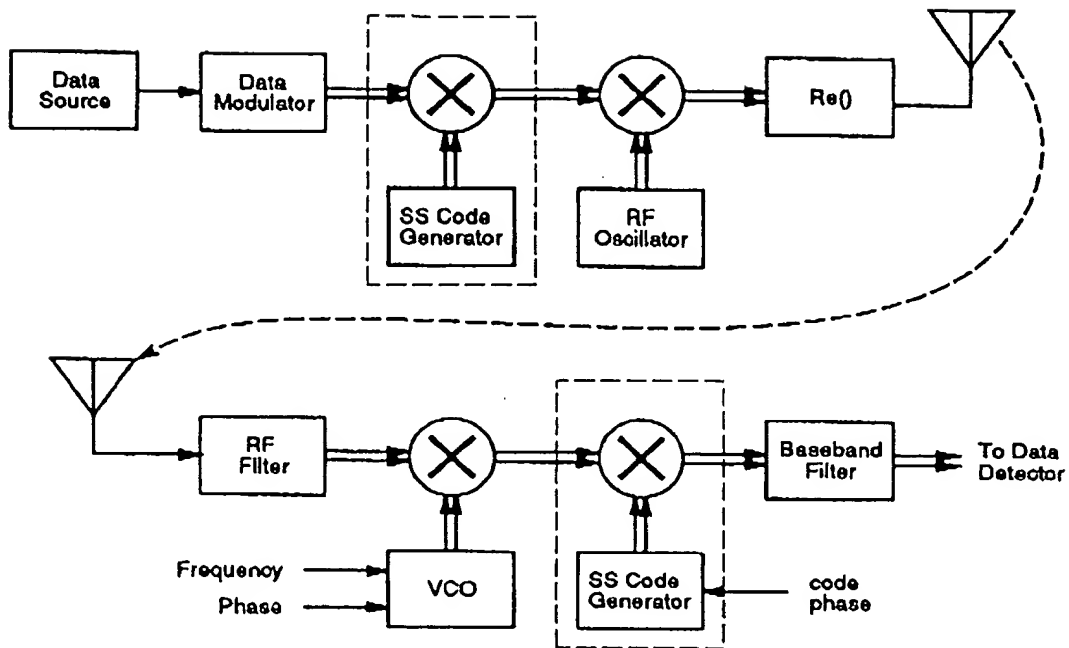 Data
Source
Data
Modulator
Re()
SS Code
Generator
RF
Oscillator
RF
Filter
Baseband
Filter
To Data
Detector
Frequency
Phase
VCO
SS Code
Generator
code
phase